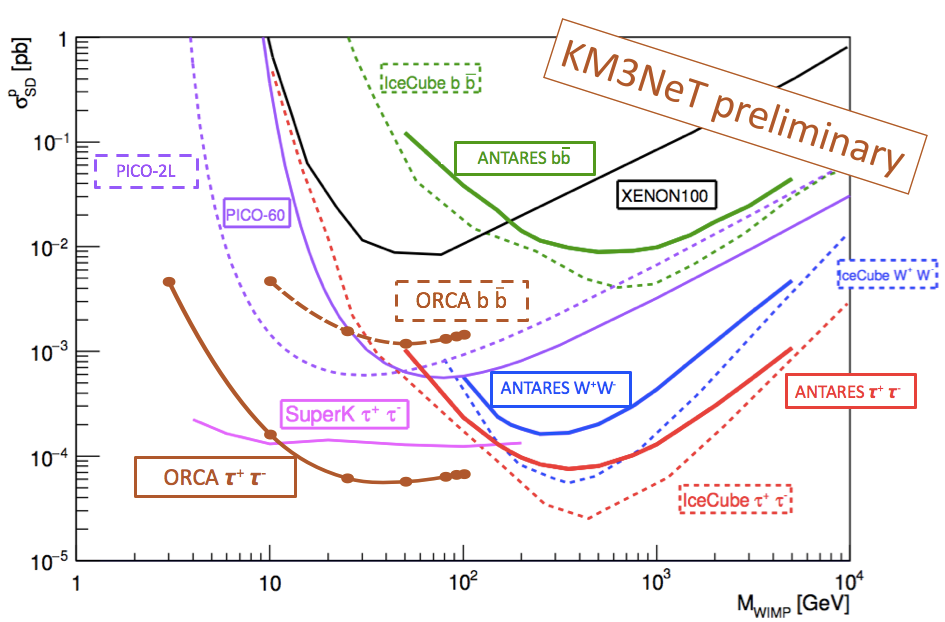 1
σᵖ_SD [pb]
KM3NeT preliminary
IceCube b b̅
10⁻¹
ANTARES bb̅
PICO-2L
XENON100
PICO-60
10⁻²
IceCube W⁺ W⁻
ORCA b b̅
10⁻³
ANTARES W⁺W⁻
ANTARES τ⁺ τ⁻
SuperK τ⁺ τ⁻
10⁻⁴
ORCA τ⁺ τ⁻
IceCube τ⁺ τ⁻
10⁻⁵
1 10 10² 10³ 10⁴
M_WIMP [GeV]